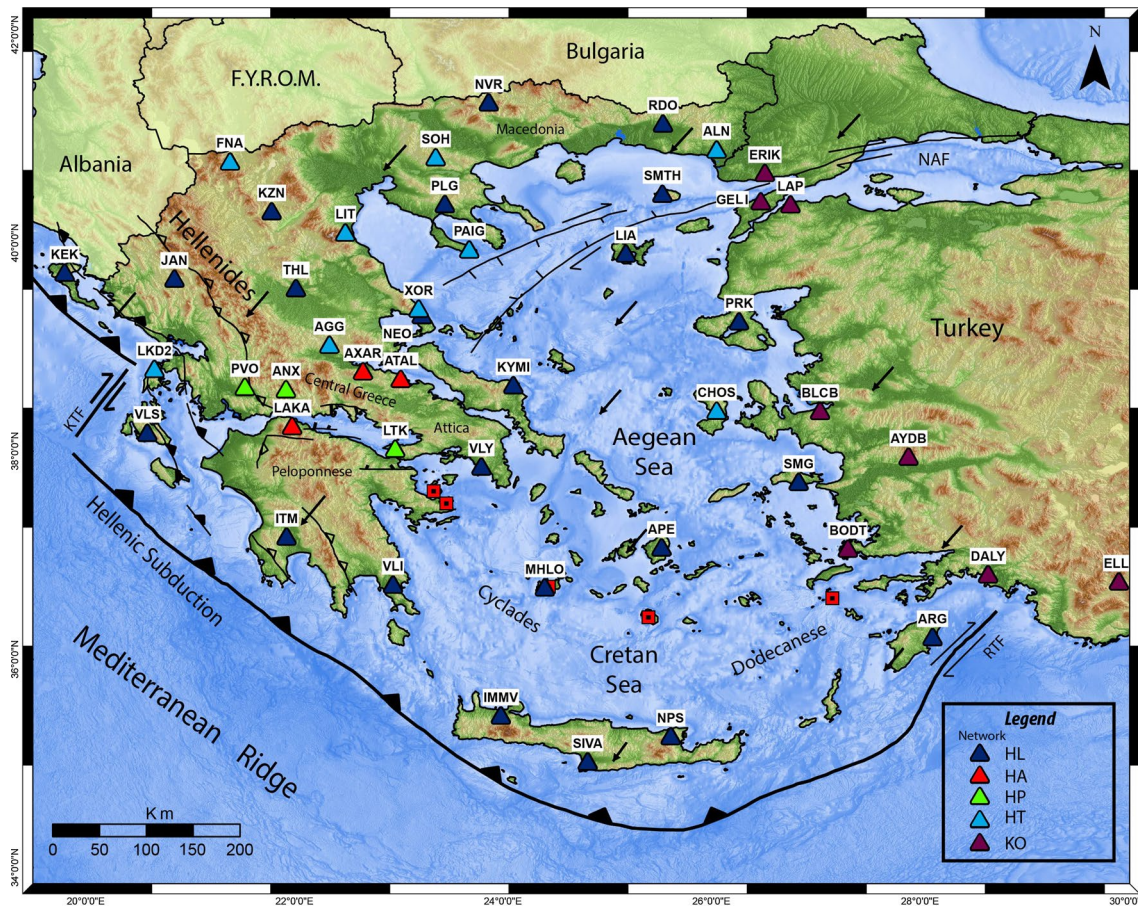 42°0'0"N
40°0'0"N
38°0'0"N
36°0'0"N
34°0'0"N
Bulgaria
F.Y.R.O.M.
Albania
N
NVR
RDO
Macedonia
ALN
SOH
FNA
ERIK
NAF
SMTH
LAP
GELI
KZN
PLG
LIT
PAIG
Hellenides
LIA
KEK
JAN
THL
XOR
PRK
Turkey
AGG
NEO
LKD2
AXAR
ATAL
PVO
ANX
KYMI
Central Greece
CHOS
BLCB
KTF
VLS
LAKA
LTK
Attica
Aegean
Sea
AYDB
VLY
Peloponnese
SMG
Hellenic Subduction
ITM
APE
BODT
DALY
ELL
VLI
MHLO
Cyclades
ARG
Dodecanese
RTF
Cretan
Sea
Mediterranean Ridge
IMMV
NPS
SIVA
Km
0 50 100 150 200
Legend
Network
HL
HA
HP
HT
KO
20°0'0"E 22°0'0"E 24°0'0"E 26°0'0"E 28°0'0"E 30°0'0"E